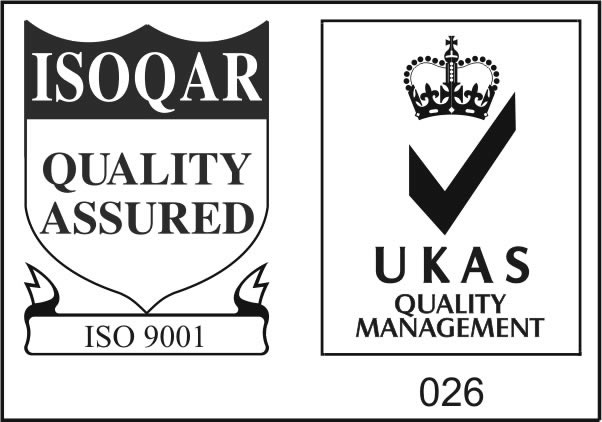 ISOQAR
QUALITY
ASSURED
ISO 9001
UKAS
QUALITY
MANAGEMENT
026